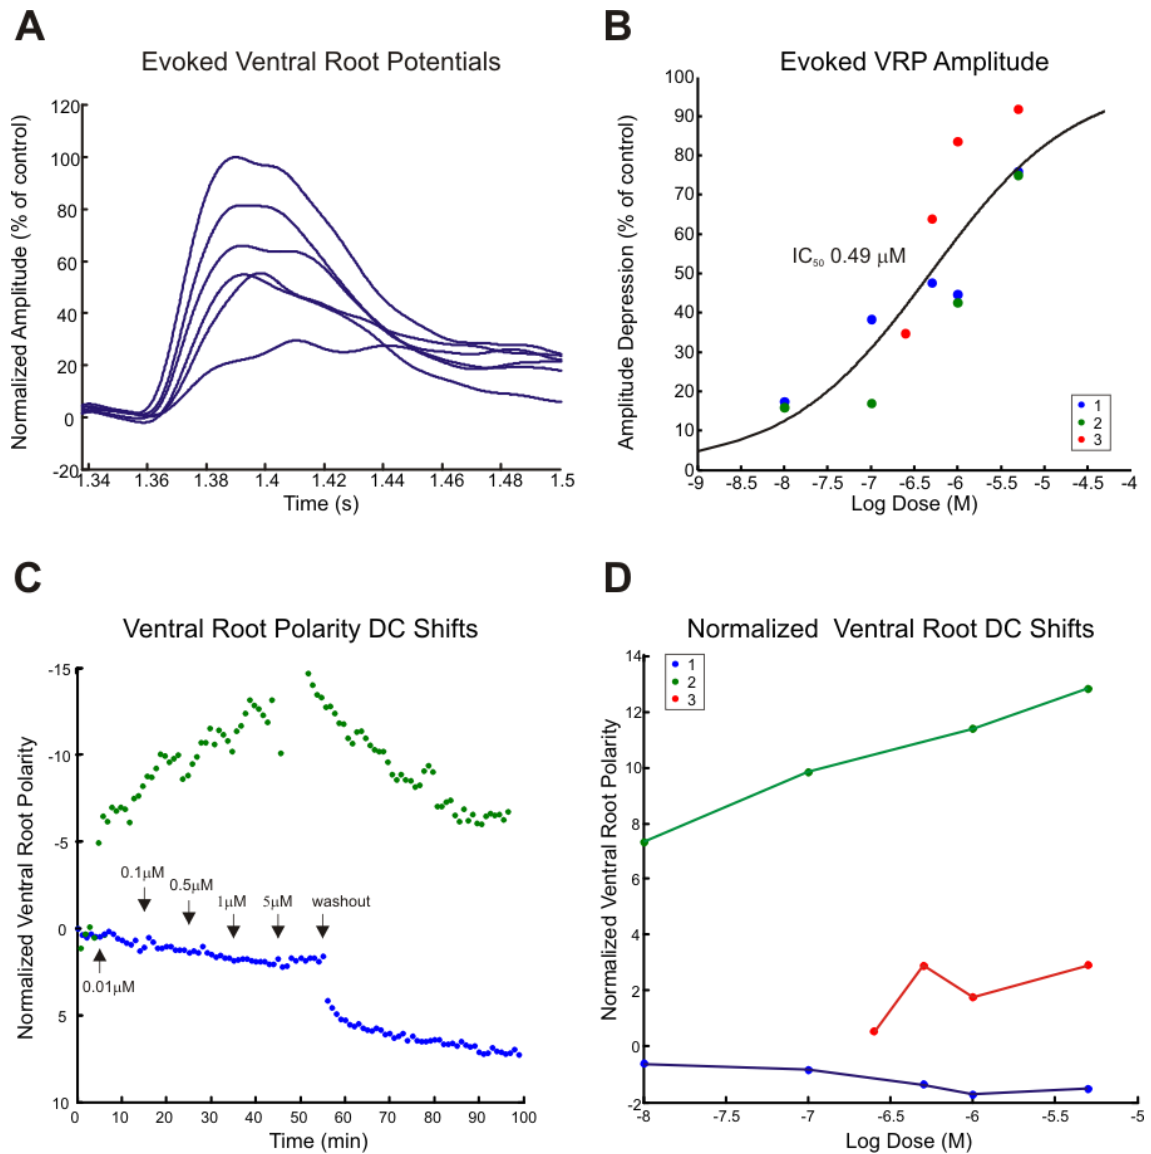 A
Evoked Ventral Root Potentials
Normalized Amplitude (% of control)
120
100
80
60
40
20
0
-20
1.34 1.36 1.38 1.4 1.42 1.44 1.46 1.48 1.5
Time (s)
B
Evoked VRP Amplitude
Amplitude Depression (% of control)
100
90
80
70
60
50
40
30
20
10
0
IC50 0.49 μM
1
2
3
-9 -8.5 -8 -7.5 -7 -6.5 -6 -5.5 -5 -4.5 -4
Log Dose (M)
C
Ventral Root Polarity DC Shifts
Normalized Ventral Root Polarity
-15
-10
-5
0
5
10
0.1μM
0.5μM
1μM
5μM
washout
0.01μM
0 10 20 30 40 50 60 70 80 90 100
Time (min)
D
Normalized Ventral Root DC Shifts
Normalized Ventral Root Polarity
14
12
10
8
6
4
2
0
-2
1
2
3
-8 -7.5 -7 -6.5 -6 -5.5 -5
Log Dose (M)